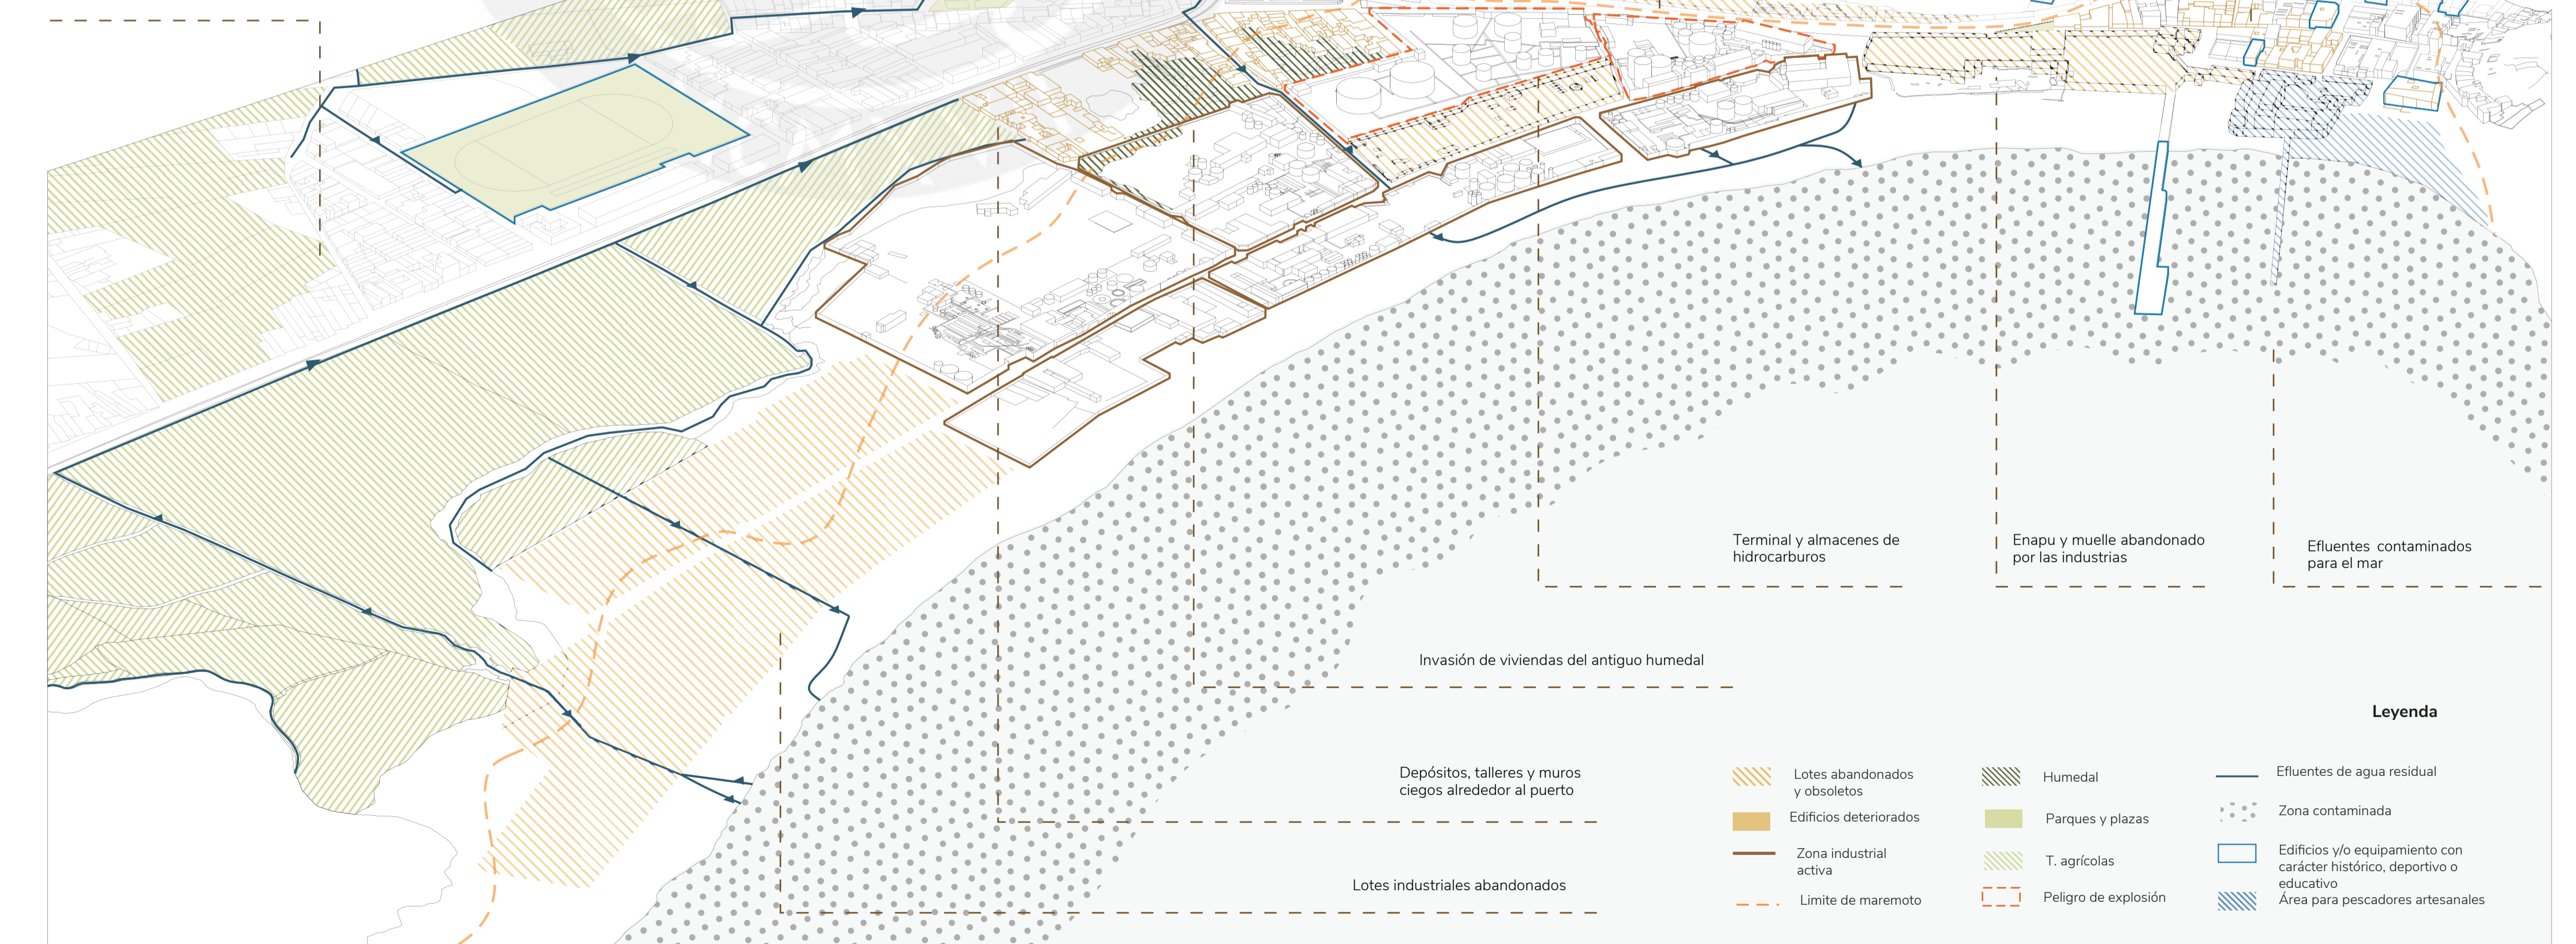 Terminal y almacenes de
hidrocarburos
Enapu y muelle abandonado
por las industrias
Efluentes contaminados
para el mar
Invasión de viviendas del antiguo humedal
Depósitos, talleres y muros
ciegos alrededor al puerto
Lotes industriales abandonados
Leyenda
Lotes abandonados
y obsoletos
Edificios deteriorados
Zona industrial
activa
Limite de maremoto
Humedal
Parques y plazas
T. agrícolas
Peligro de explosión
Efluentes de agua residual
Zona contaminada
Edificios y/o equipamiento con
carácter histórico, deportivo o
educativo
Área para pescadores artesanales